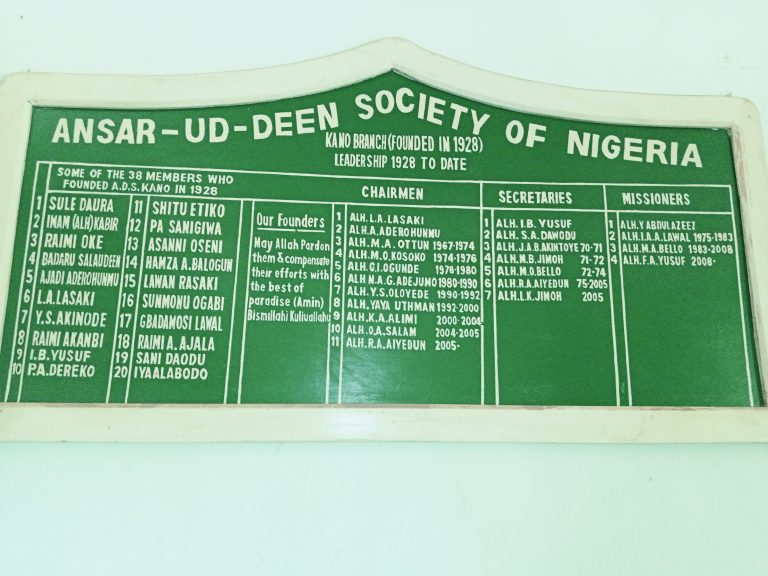 ANSAR-UD-DEEN SOCIETY OF NIGERIA
KANO BRANCH (FOUNDED IN 1928)
LEADERSHIP 1928 TO DATE
SOME OF THE 38 MEMBERS WHO
FOUNDED A.D.S. KANO IN 1928
1 SULE DAURA
2 IMAM (ALH) KABIR
3 RAIMI OKE
4 BADARU SALAUDEEN
5 AJADI ADEROHUNMU
6 L.A. LASAKI
7 Y.S. AKINODE
8 RAIMI AKANBI
9 I.B. YUSUF
10 P.A. DEREKO
11 SHITU ETIKO
12 PA SANIGIWA
13 ASANNI OSENI
14 HAMZA A. BALOGUN
15 LAWAN RASAKI
16 SUNMONU OGABI
17 GBADAMOSI LAWAL
18 RAIMI A. AJALA
19 SANI DAODU
20 IYAALABODO
Our Founders
May Allah Pardon
them & compensate
their efforts with
the best of
paradise (Amin)
Bismillahi Kuliuallahu
CHAIRMEN
1 ALH. L.A. LASAKI
2 ALH. A. ADEROHUNNU
3 ALH. M.A. OTTUN 1967-1974
4 ALH. M.O. KOSOKO 1974-1976
5 ALH. G.I. OGUNDE 1976-1980
6 ALH N.A.G. ADEJUMO 1980-1990
7 ALH. Y.S. OLOYEDE 1990-1992
8 ALH, YAYA UTHMAN 1992-2000
9 ALH. K.A. ALIMI 2000-2004
10 ALH. O.A. SALAM 2004-2005
11 ALH. R.A. AIYEDUN 2005-
SECRETARIES
1 ALH. I.B. YUSUF
2 ALH. S.A. DAWODU
3 ALH. J.A.B. AKINTOYE 70-71
4 ALH. M.B. JIMOH 71-72
5 ALH. M.O. BELLO 72-74
6 ALH. R.A. AIYEDUN 75-2005
7 ALH. L.K. JIMOH 2005
MISSIONERS
1 ALH. Y ABDULAZEEZ
2 ALH. I.A.A. LAWAL 1975-1983
3 ALH. M.A. BELLO 1983-2008
4 ALH. F.A. YUSUF 2008-